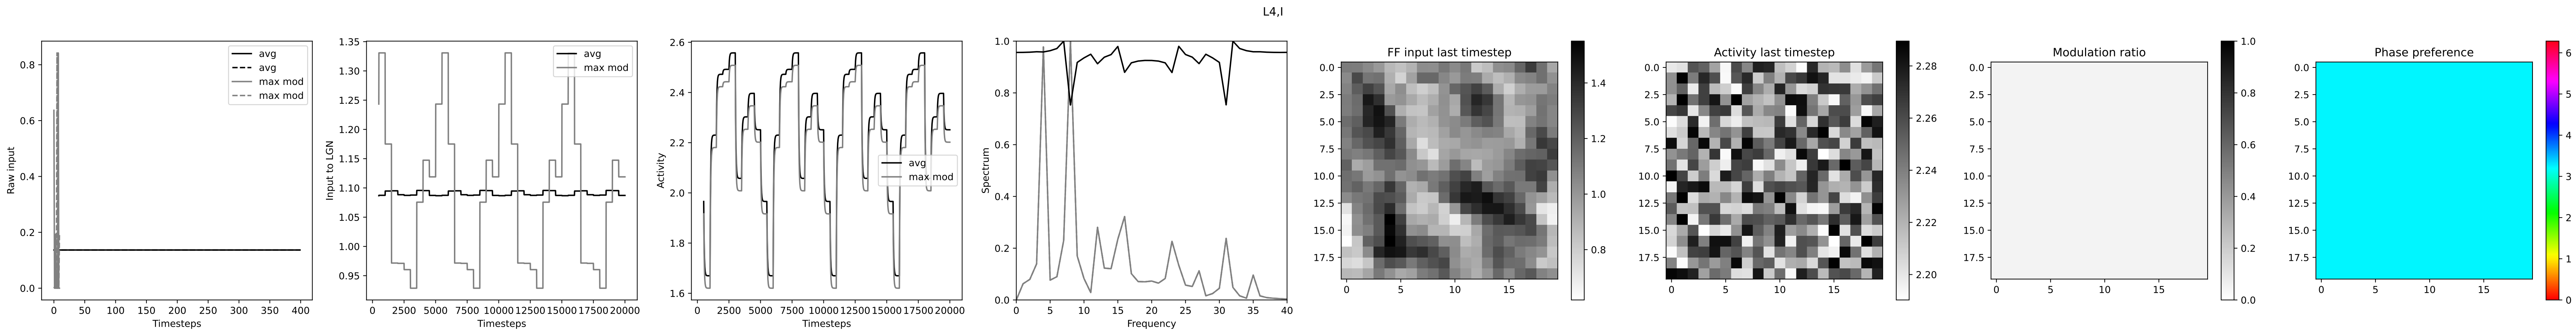 L4,I
Raw input
0.8
0.6
0.4
0.2
0.0
avg
avg
max mod
max mod
0 50 100 150 200 250 300 350 400
Timesteps
Input to LGN
1.35
1.30
1.25
1.20
1.15
1.10
1.05
1.00
0.95
avg
max mod
0 2500 5000 7500 10000 12500 15000 17500 20000
Timesteps
Activity
2.6
2.4
2.2
2.0
1.8
1.6
avg
max mod
0 2500 5000 7500 10000 12500 15000 17500 20000
Timesteps
Spectrum
1.0
0.8
0.6
0.4
0.2
0.0
0 5 10 15 20 25 30 35 40
Frequency
FF input last timestep
0.0
2.5
5.0
7.5
10.0
12.5
15.0
17.5
0 5 10 15
1.4
1.2
1.0
0.8
Activity last timestep
0.0
2.5
5.0
7.5
10.0
12.5
15.0
17.5
0 5 10 15
2.28
2.26
2.24
2.22
2.20
Modulation ratio
0.0
2.5
5.0
7.5
10.0
12.5
15.0
17.5
0 5 10 15
1.0
0.8
0.6
0.4
0.2
0.0
Phase preference
0.0
2.5
5.0
7.5
10.0
12.5
15.0
17.5
0 5 10 15
6
5
4
3
2
1
0